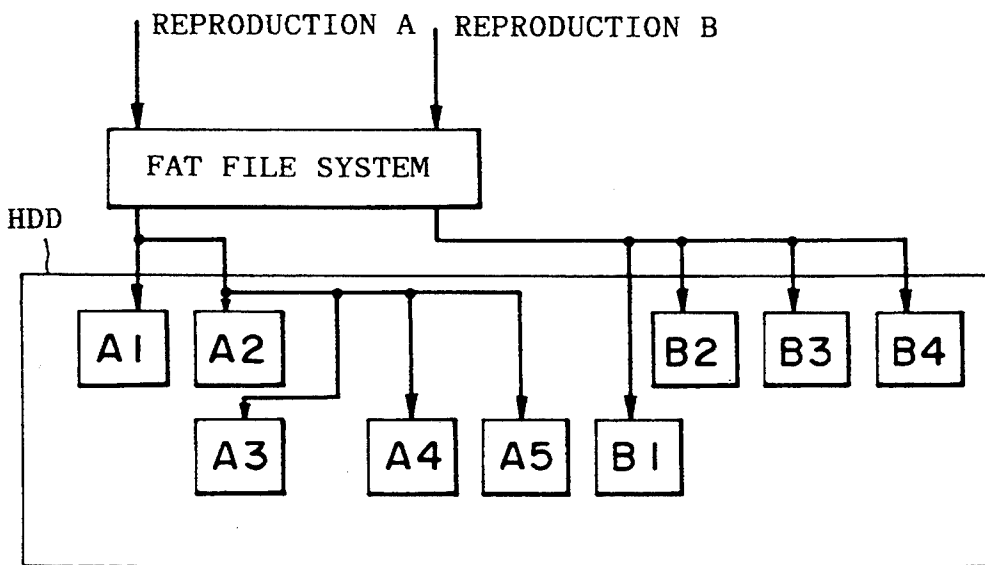 REPRODUCTION A
REPRODUCTION B
FAT FILE SYSTEM
HDD
A1
A2
B2
B3
B4
A3
A4
A5
B1